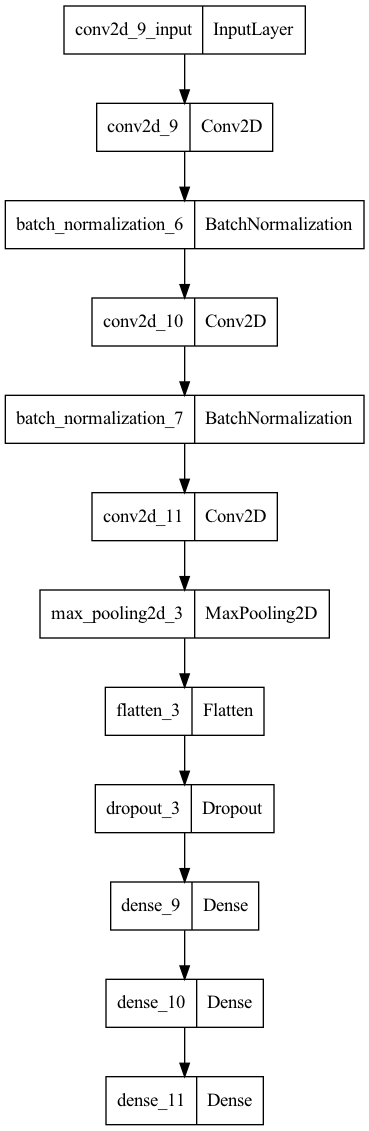 conv2d_9_input InputLayer
conv2d_9 Conv2D
batch_normalization_6 BatchNormalization
conv2d_10 Conv2D
batch_normalization_7 BatchNormalization
conv2d_11 Conv2D
max_pooling2d_3 MaxPooling2D
flatten_3 Flatten
dropout_3 Dropout
dense_9 Dense
dense_10 Dense
dense_11 Dense